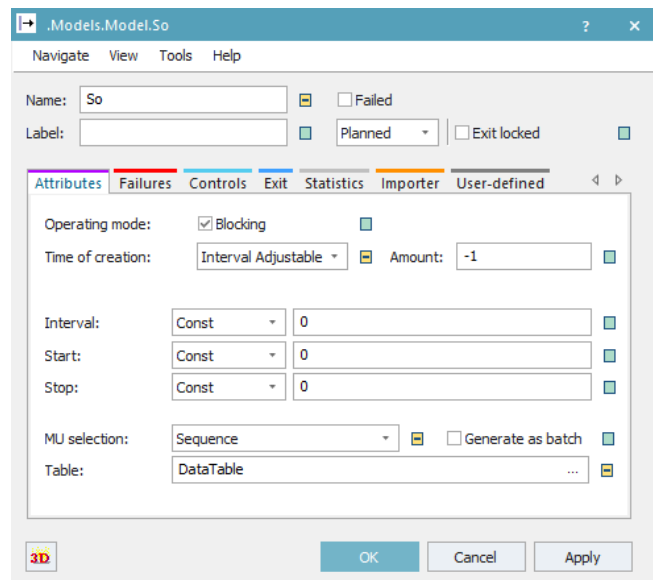 .Models.Model.So ? ×
Navigate View Tools Help
Name: So Failed
Label: Planned Exit locked
Attributes Failures Controls Exit Statistics Importer User-defined
Operating mode: Blocking
Time of creation: Interval Adjustable Amount: -1
Interval: Const 0
Start: Const 0
Stop: Const 0
MU selection: Sequence Generate as batch
Table: DataTable ...
3D OK Cancel Apply